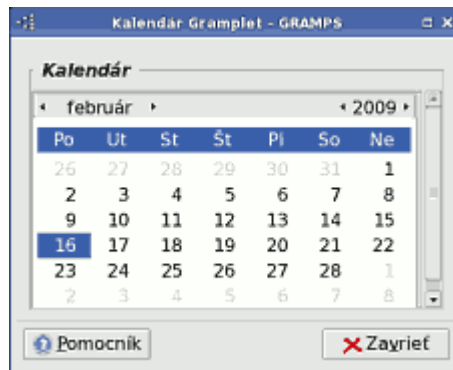 Kalendár Gramplet - GRAMPS
Kalendár
február 2009
Po Ut St Št Pi So Ne
26 27 28 29 30 31 1
2 3 4 5 6 7 8
9 10 11 12 13 14 15
16 17 18 19 20 21 22
23 24 25 26 27 28 1
2 3 4 5 6 7 8
Pomocník Zavrieť